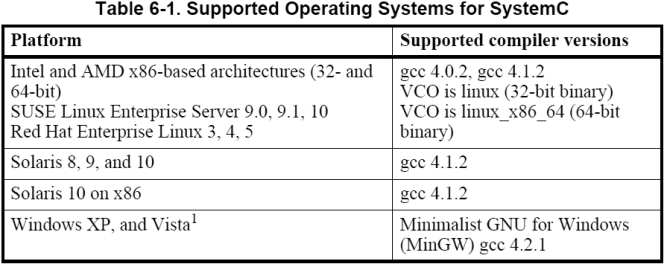 Table 6-1. Supported Operating Systems for SystemC
Platform
Supported compiler versions
Intel and AMD x86-based architectures (32- and
64-bit)
SUSE Linux Enterprise Server 9.0, 9.1, 10
Red Hat Enterprise Linux 3, 4, 5
gcc 4.0.2, gcc 4.1.2
VCO is linux (32-bit binary)
VCO is linux_x86_64 (64-bit
binary)
Solaris 8, 9, and 10
gcc 4.1.2
Solaris 10 on x86
gcc 4.1.2
Windows XP, and Vista¹
Minimalist GNU for Windows
(MinGW) gcc 4.2.1